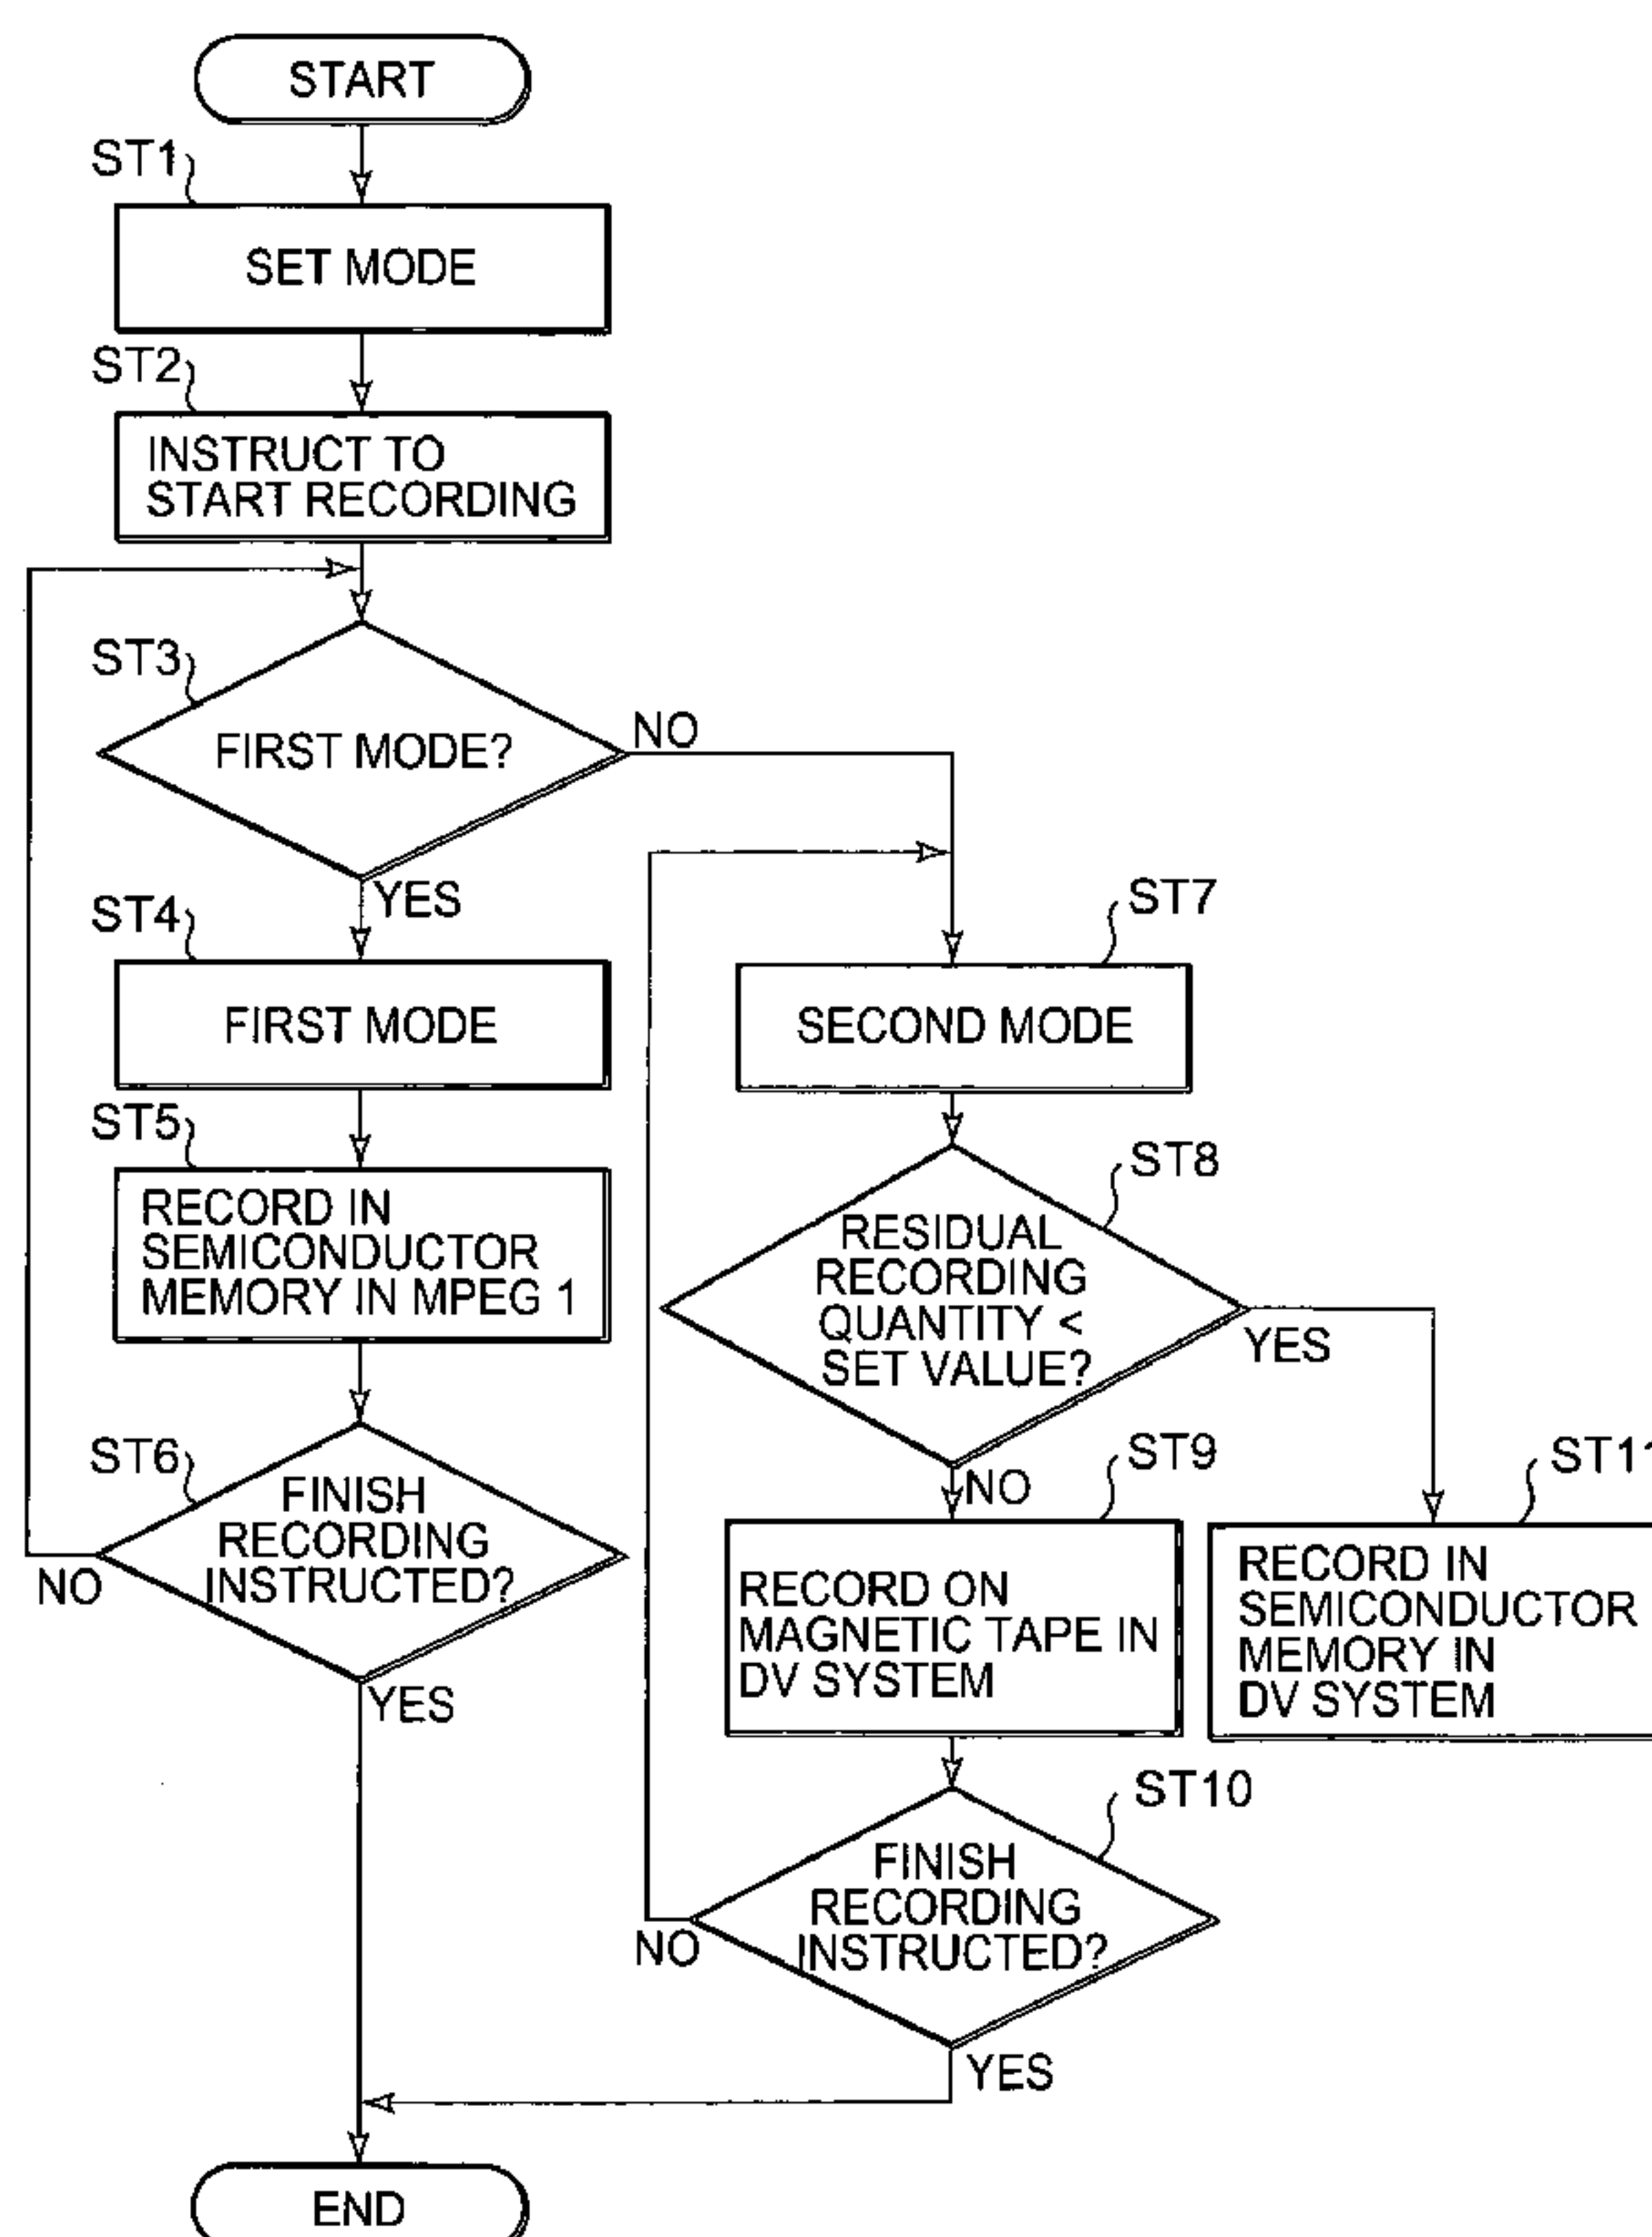 START
ST1
SET MODE
ST2
INSTRUCT TO
START RECORDING
ST3
FIRST MODE?
NO
YES
ST4
FIRST MODE
ST5
RECORD IN
SEMICONDUCTOR
MEMORY IN MPEG 1
ST6
FINISH
RECORDING
INSTRUCTED?
NO
YES
ST7
SECOND MODE
ST8
RESIDUAL
RECORDING
QUANTITY <
SET VALUE?
YES
NO
ST9
RECORD ON
MAGNETIC TAPE IN
DV SYSTEM
ST11
RECORD IN
SEMICONDUCTOR
MEMORY IN
DV SYSTEM
ST10
FINISH
RECORDING
INSTRUCTED?
NO
YES
END